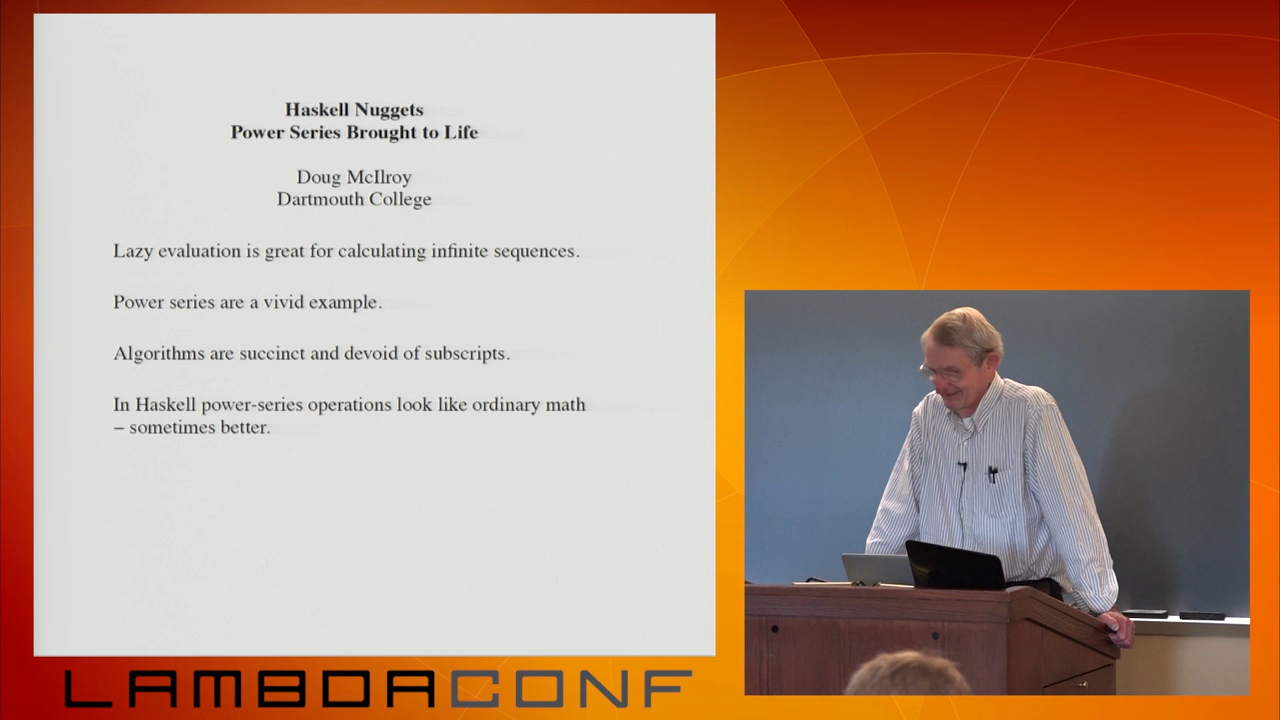 Haskell Nuggets
Power Series Brought to Life
Doug McIlroy
Dartmouth College
Lazy evaluation is great for calculating infinite sequences.
Power series are a vivid example.
Algorithms are succinct and devoid of subscripts.
In Haskell power-series operations look like ordinary math
– sometimes better.
LAMBDACONF